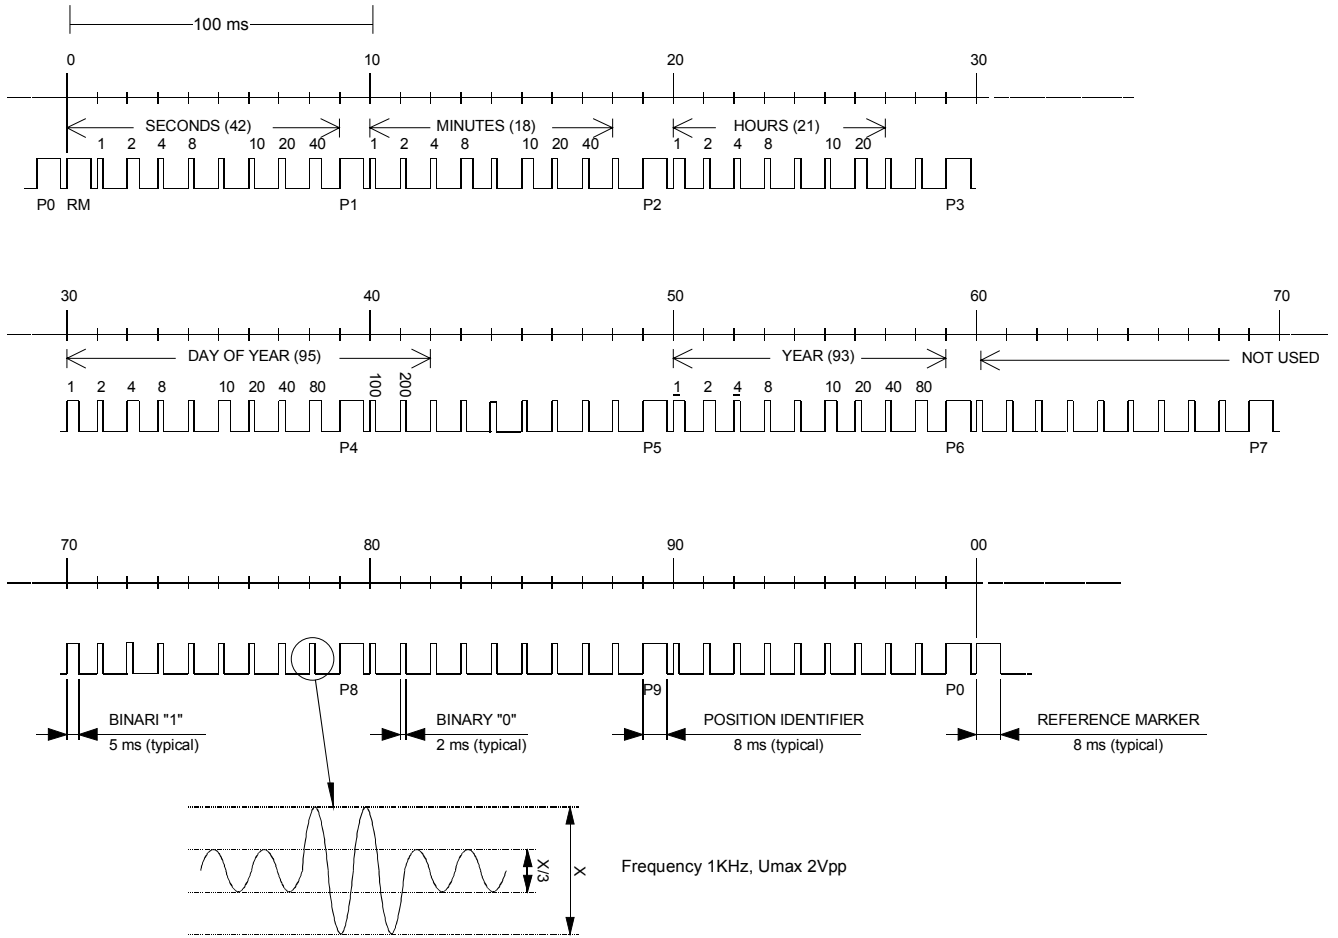 100 ms
0 10 20 30
SECONDS (42) MINUTES (18) HOURS (21)
1 2 4 8 10 20 40 1 2 4 8 10 20 40 1 2 4 8 10 20
P0 RM P1 P2 P3
30 40 50 60 70
DAY OF YEAR (95) YEAR (93) NOT USED
1 2 4 8 10 20 40 80 100 200 1 2 4 8 10 20 40 80
P4 P5 P6 P7
70 80 90 00
P8 P9 P0
BINARI "1" BINARY "0" POSITION IDENTIFIER REFERENCE MARKER
5 ms (typical) 2 ms (typical) 8 ms (typical) 8 ms (typical)
X/3 X Frequency 1KHz, Umax 2Vpp